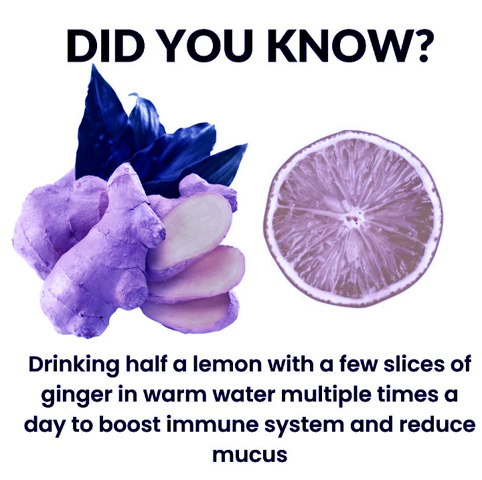 DID YOU KNOW?
Drinking half a lemon with a few slices of
ginger in warm water multiple times a
day to boost immune system and reduce
mucus